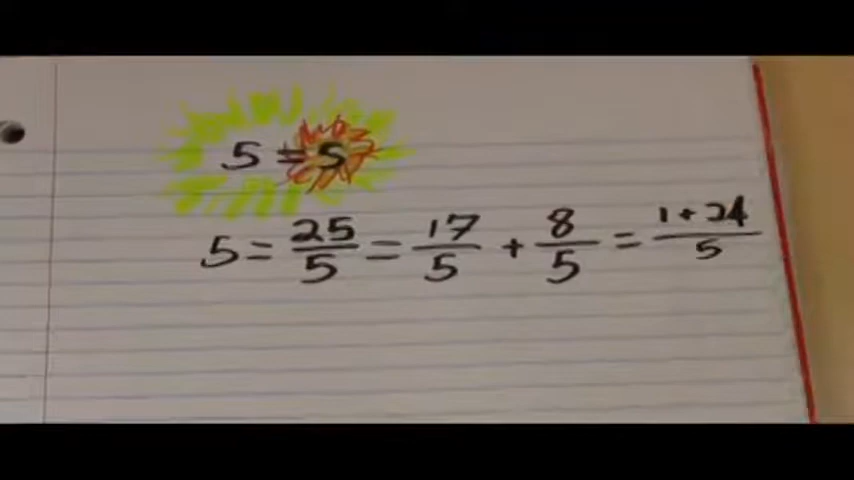 5 = 5
5 = 25/5 = 17/5 + 8/5 = 1+24/5